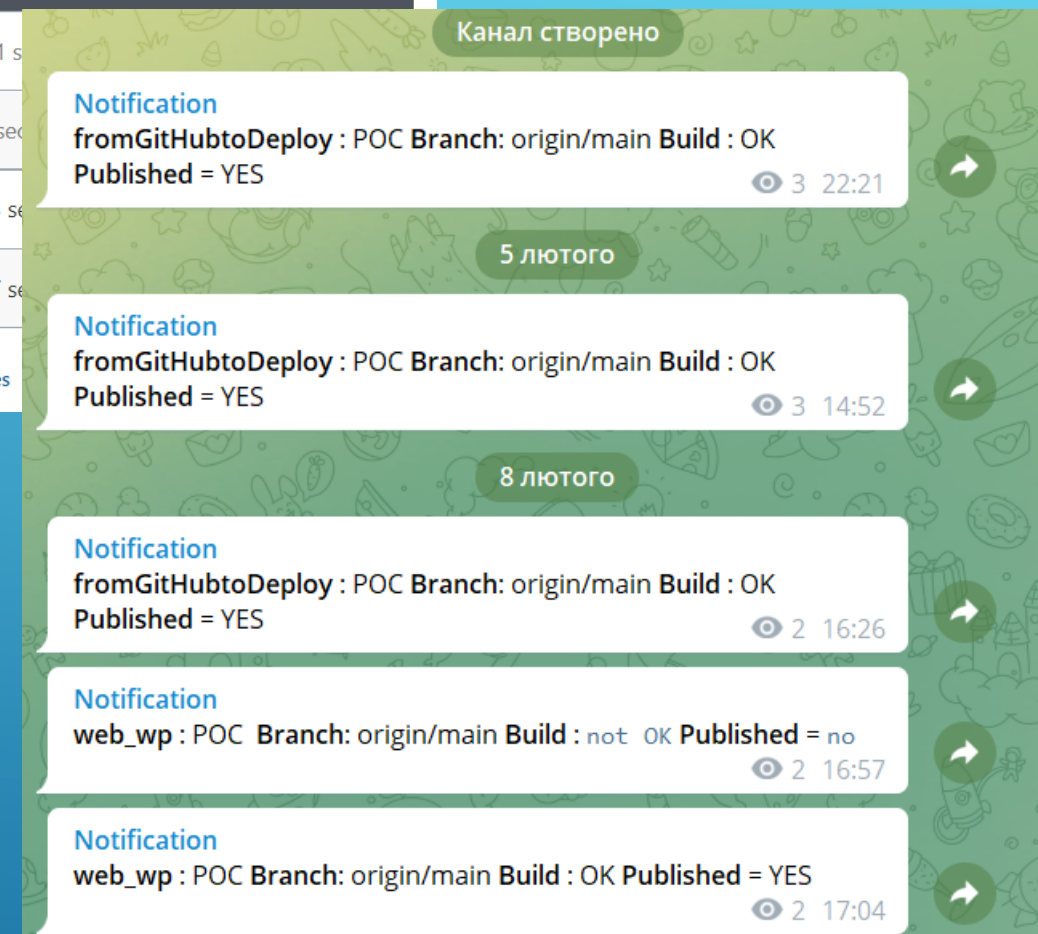 Канал створено
Notification
fromGitHubtoDeploy : POC Branch: origin/main Build : OK
Published = YES
3 22:21
5 лютого
Notification
fromGitHubtoDeploy : POC Branch: origin/main Build : OK
Published = YES
3 14:52
8 лютого
Notification
fromGitHubtoDeploy : POC Branch: origin/main Build : OK
Published = YES
2 16:26
Notification
web_wp : POC Branch: origin/main Build : not OK Published = no
2 16:57
Notification
web_wp : POC Branch: origin/main Build : OK Published = YES
2 17:04